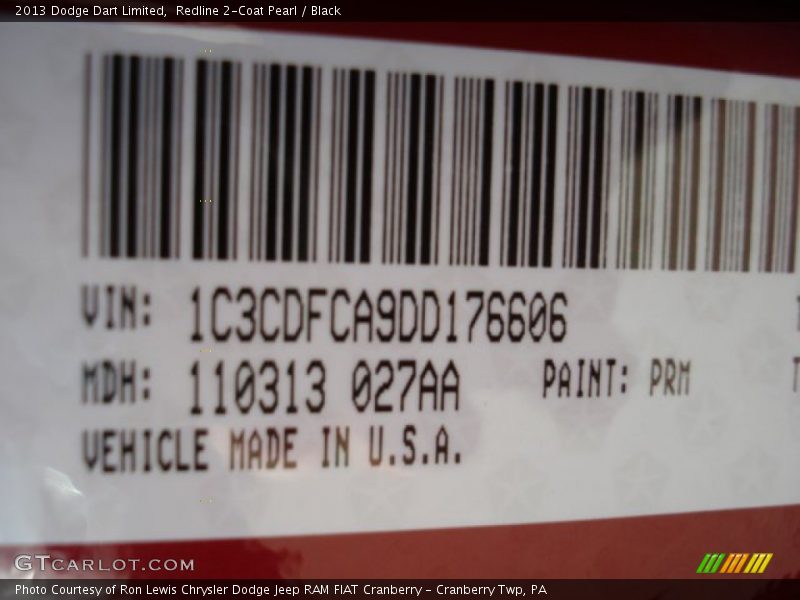 2013 Dodge Dart Limited,  Redline 2-Coat Pearl / Black
VIN: 1C3CDFCA9DD176606
MDH: 110313 027AA PAINT: PRM
VEHICLE MADE IN U.S.A.
GTCARLOT.COM
Photo Courtesy of Ron Lewis Chrysler Dodge Jeep RAM FIAT Cranberry - Cranberry Twp, PA